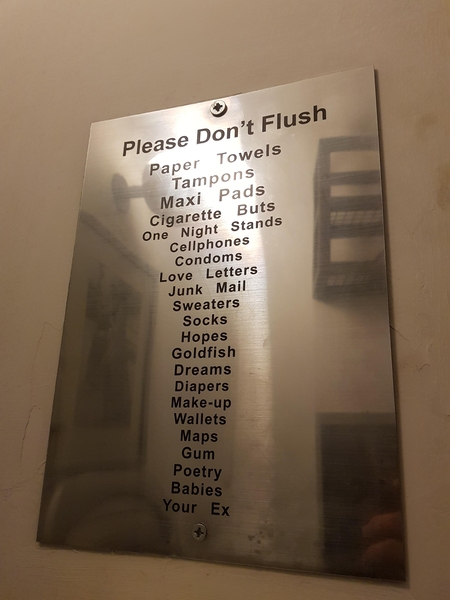 Please Don't Flush
Paper Towels
Tampons
Maxi Pads
Cigarette Buts
One Night Stands
Cellphones
Condoms
Love Letters
Junk Mail
Sweaters
Socks
Hopes
Goldfish
Dreams
Diapers
Make-up
Wallets
Maps
Gum
Poetry
Babies
Your Ex